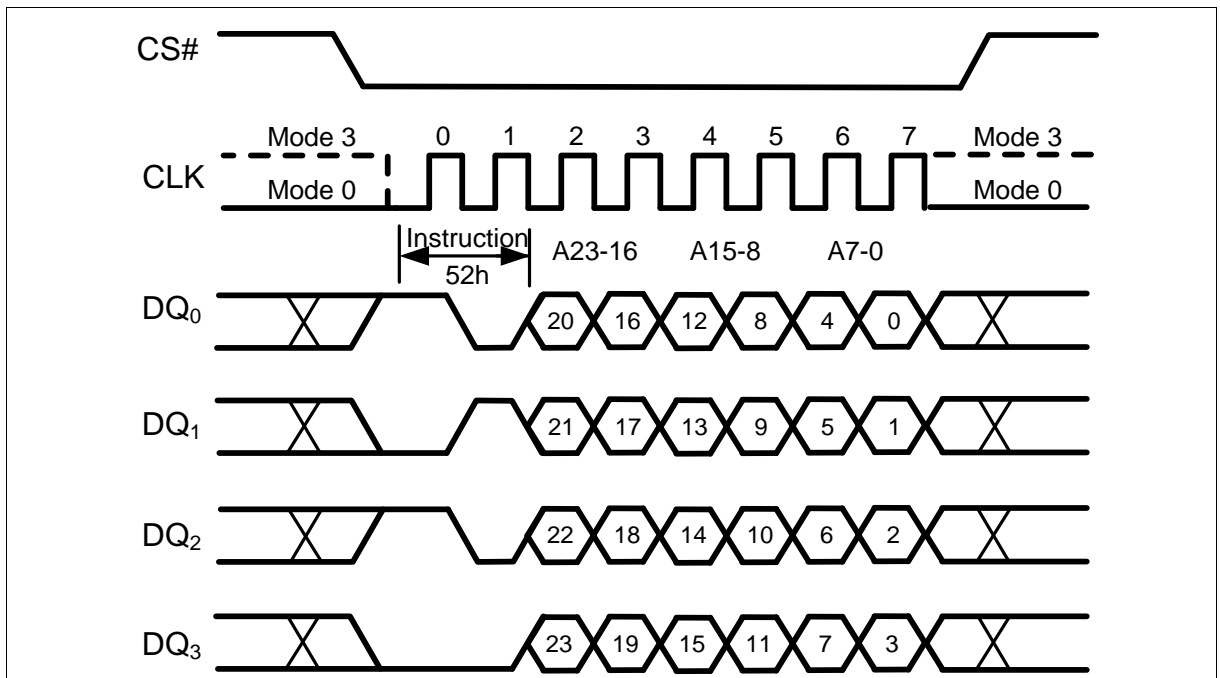 CS#
Mode 3 0 1 2 3 4 5 6 7 Mode 3
CLK
Mode 0 Mode 0
Instruction A23-16 A15-8 A7-0
52h
DQ0 20 16 12 8 4 0
DQ1 21 17 13 9 5 1
DQ2 22 18 14 10 6 2
DQ3 23 19 15 11 7 3